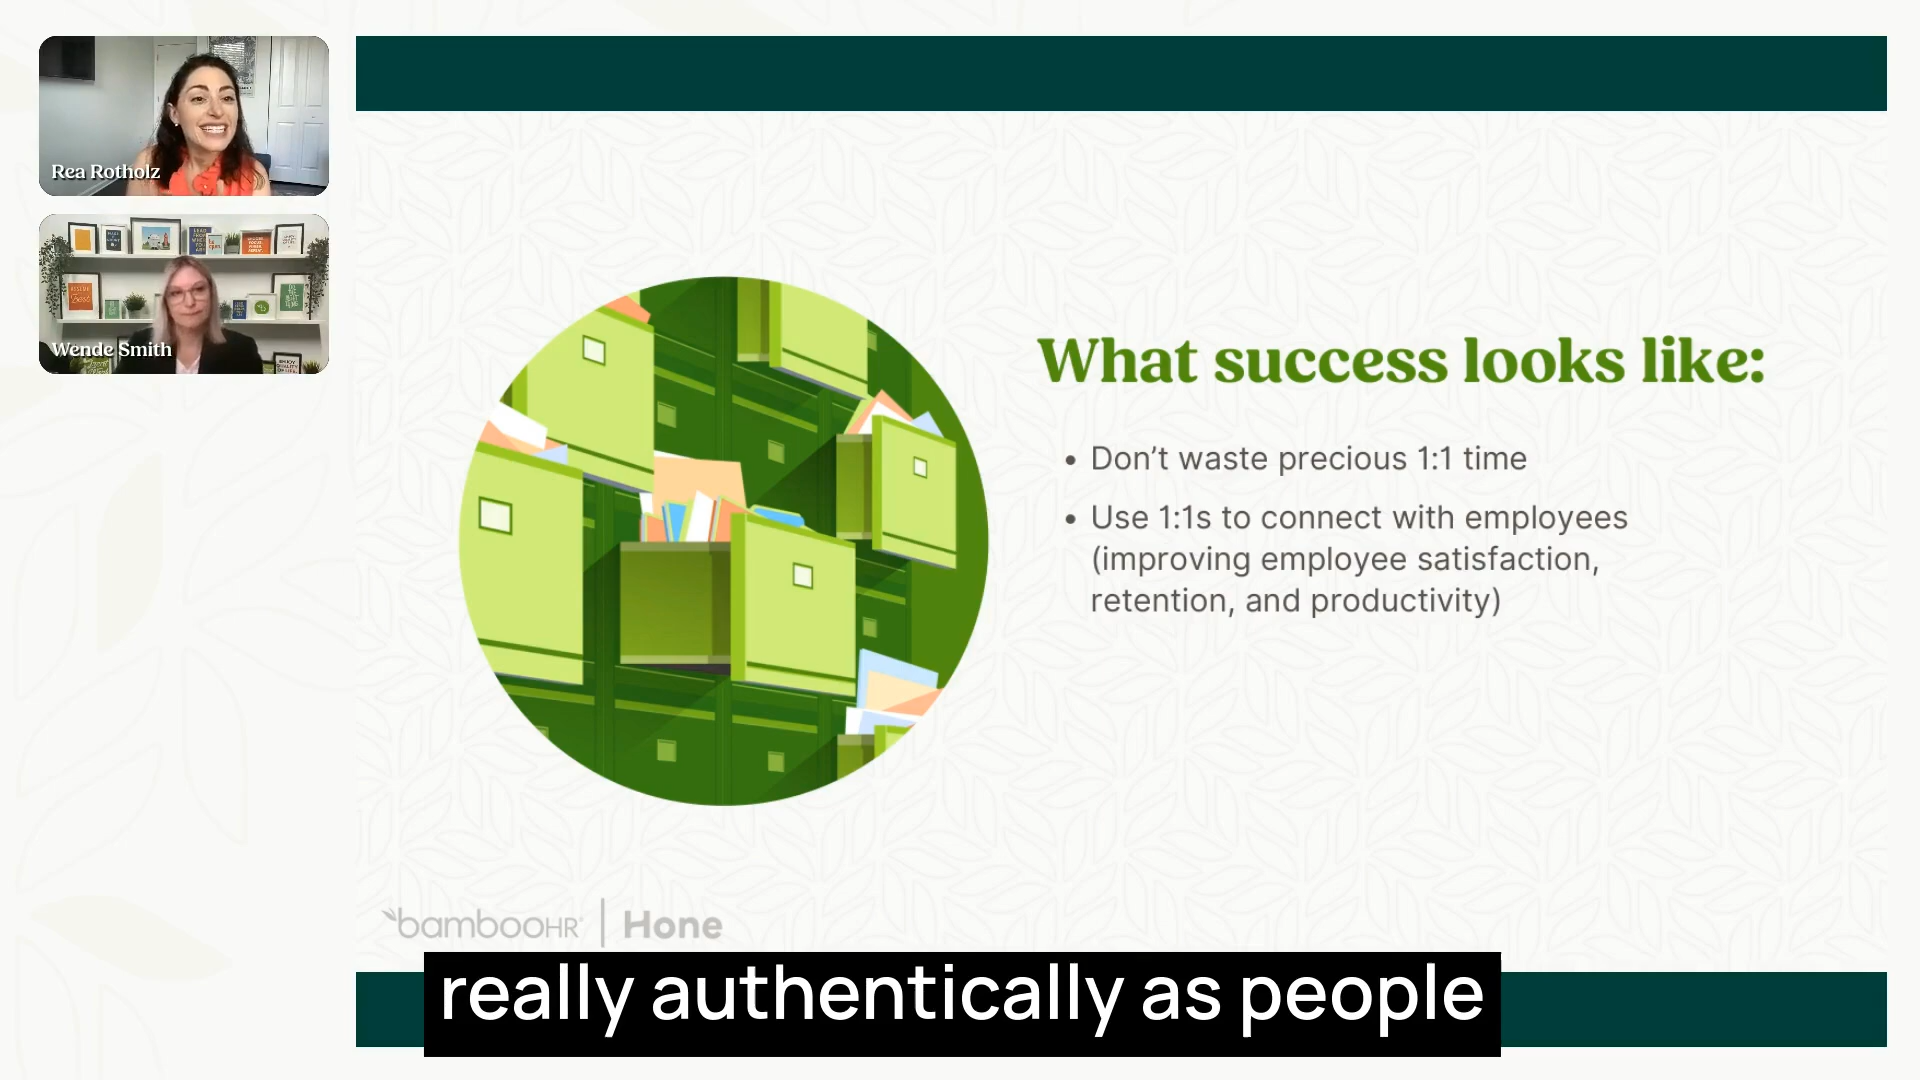 Rea Rotholz
Wende Smith
What success looks like:
• Don’t waste precious 1:1 time
• Use 1:1s to connect with employees
(improving employee satisfaction,
retention, and productivity)
bambooHR | Hone
really authentically as people